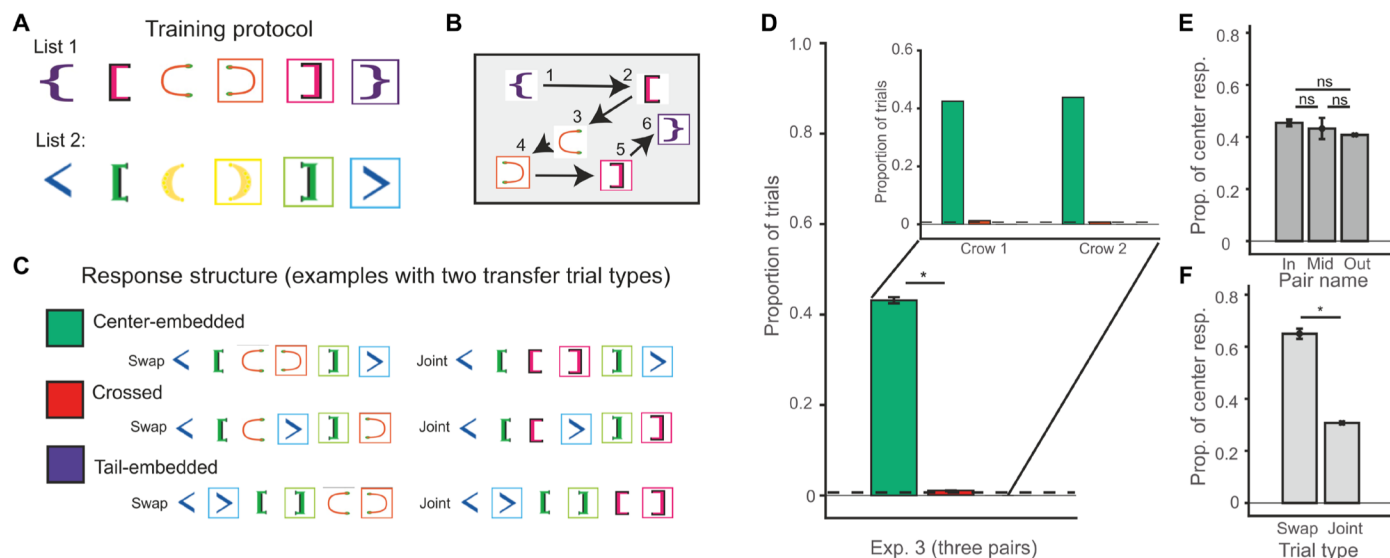 A
Training protocol
List 1
List 2:
B
1
2
3
4
5
6
C
Response structure (examples with two transfer trial types)
Center-embedded
Swap
Joint
Crossed
Swap
Joint
Tail-embedded
Swap
Joint
D
Proportion of trials
1.0
0.8
0.6
0.4
0.2
0
*
Exp. 3 (three pairs)
Proportion of trials
0.6
0.4
0.2
0
Crow 1
Crow 2
E
Prop. of center resp.
0.8
0.6
0.4
0.2
0
ns
ns
ns
In
Mid
Out
Pair name
F
Prop. of center resp.
0.8
0.6
0.4
0.2
0
*
Swap
Joint
Trial type